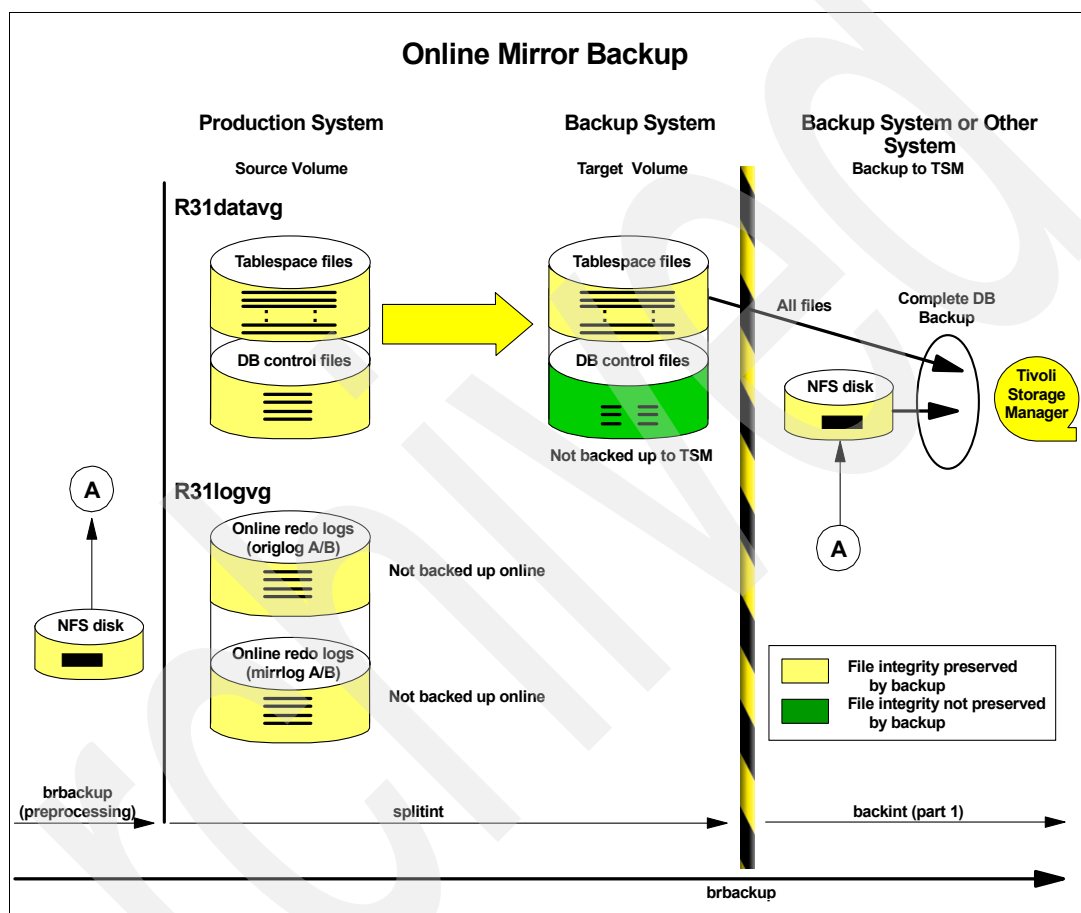 Online Mirror Backup
Production System
Backup System
Backup System or Other
System
Source Volume
Target Volume
Backup to TSM
R31datavg
Tablespace files
Tablespace files
All files
Complete DB
Backup
DB control files
DB control files
NFS disk
Tivoli
Storage
Manager
Not backed up to TSM
A
R31logvg
Online redo logs
(origlog A/B)
Not backed up online
A
NFS disk
Online redo logs
(mirrlog A/B)
Not backed up online
File integrity preserved
by backup
File integrity not preserved
by backup
brbackup
(preprocessing)
splitint
backint (part 1)
brbackup